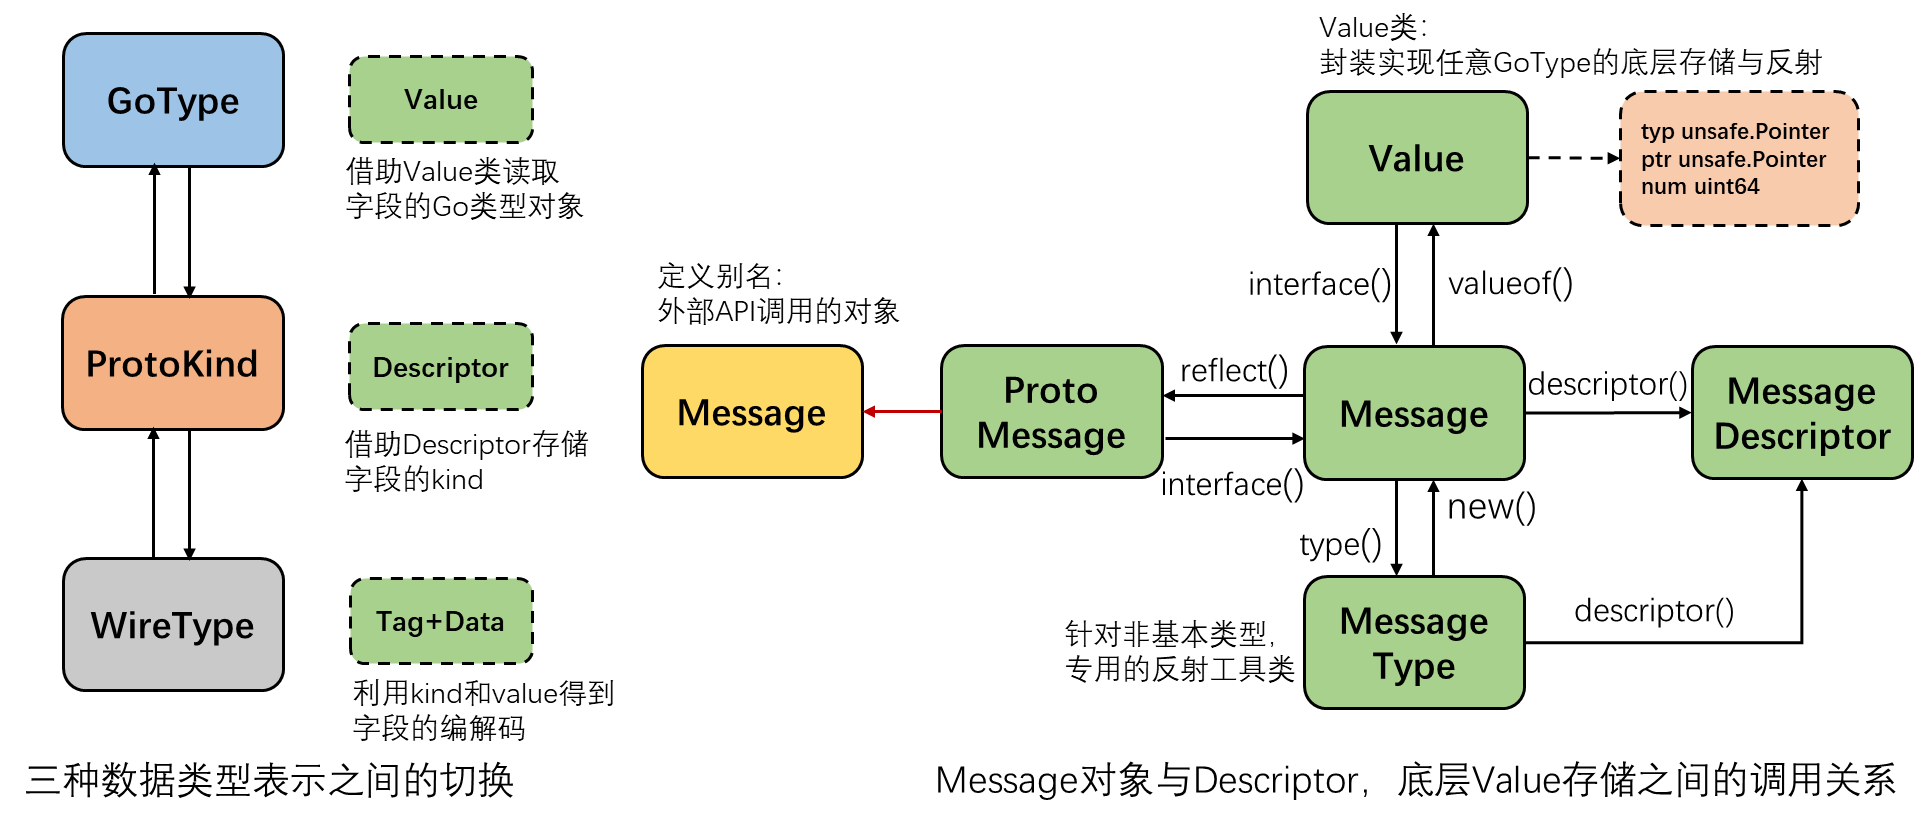 GoType
Value
借助Value类读取
字段的Go类型对象
ProtoKind
Descriptor
借助Descriptor存储
字段的kind
WireType
Tag+Data
利用kind和value得到
字段的编解码
三种数据类型表示之间的切换
Value类：
封装实现任意GoType的底层存储与反射
Value
typ unsafe.Pointer
ptr unsafe.Pointer
num uint64
interface()
valueof()
定义别名：
外部API调用的对象
Message
Proto
Message
reflect()
interface()
Message
descriptor()
Message
Descriptor
type()
new()
针对非基本类型，
专用的反射工具类
Message
Type
descriptor()
Message对象与Descriptor，底层Value存储之间的调用关系